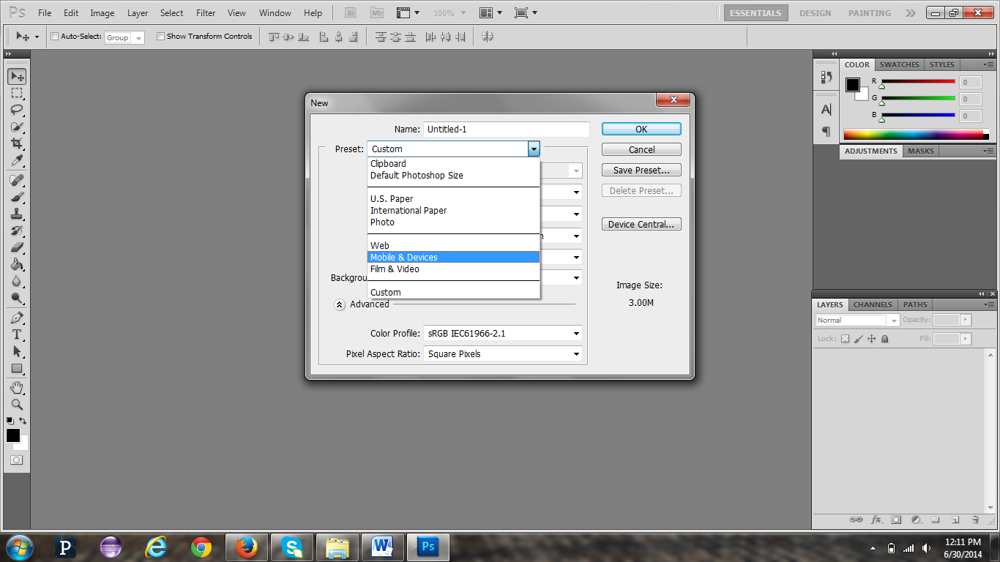 Ps File Edit Image Layer Select Filter View Window Help Br Mb 100% ESSENTIALS DESIGN PAINTING
Auto-Select: Group Show Transform Controls
New
Name: Untitled-1
Preset: Custom
Clipboard
Default Photoshop Size
U.S. Paper
International Paper
Photo
Web
Mobile & Devices
Film & Video
Custom
Backgrou
Advanced
Color Profile: sRGB IEC61966-2.1
Pixel Aspect Ratio: Square Pixels
OK
Cancel
Save Preset...
Delete Preset...
Device Central...
Image Size:
3.00M
COLOR SWATCHES STYLES
R 0
G 0
B 0
ADJUSTMENTS MASKS
LAYERS CHANNELS PATHS
Normal Opacity:
Lock: Fill:
12:11 PM
6/30/2014